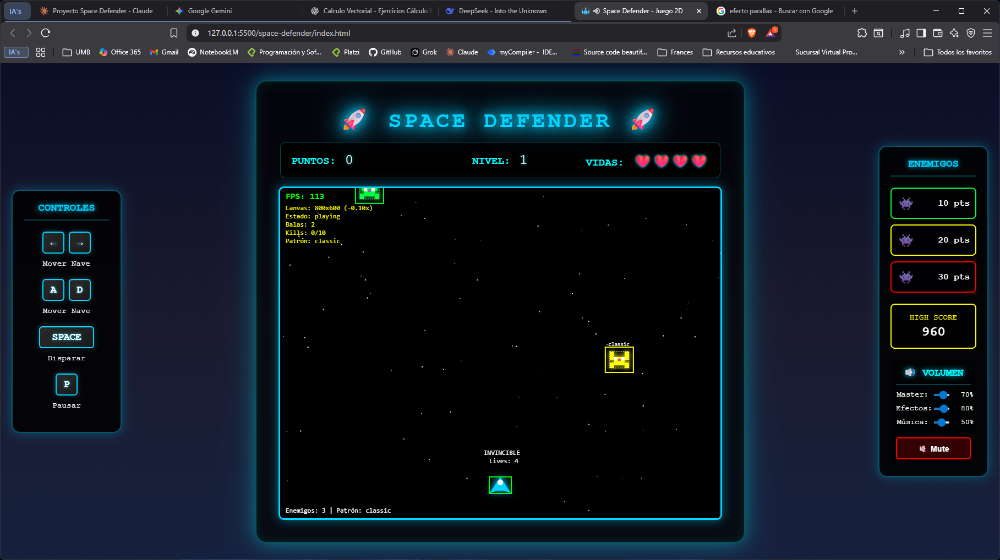 IA's
Proyecto Space Defender - Claude
Google Gemini
Calculo Vectorial - Ejercicios Cálculo
DeepSeek - Into the Unknown
Space Defender - Juego 2D
efecto parallax - Buscar con Google
127.0.0.1:5500/space-defender/index.html
1
IA's
UMB
Office 365
Gmail
NotebookLM
Programación y Sof...
Platzi
GitHub
Grok
Claude
myCompiler - IDE...
Source code beautif...
Frances
Recursos educativos
Sucursal Virtual Pro...
Todos los favoritos
SPACE DEFENDER
PUNTOS: 0
NIVEL: 1
VIDAS:
CONTROLES
← →
Mover Nave
A D
Mover Nave
SPACE
Disparar
P
Pausar
FPS: 113
Canvas: 800x600 (-0.10x)
Estado: playing
Balas: 2
Kills: 0/10
Patrón: classic
classic
INVINCIBLE
Lives: 4
Enemigos: 3 | Patrón: classic
ENEMIGOS
10 pts
20 pts
30 pts
HIGH SCORE
960
VOLUMEN
Master: 70%
Efectos: 80%
Música: 50%
Mute